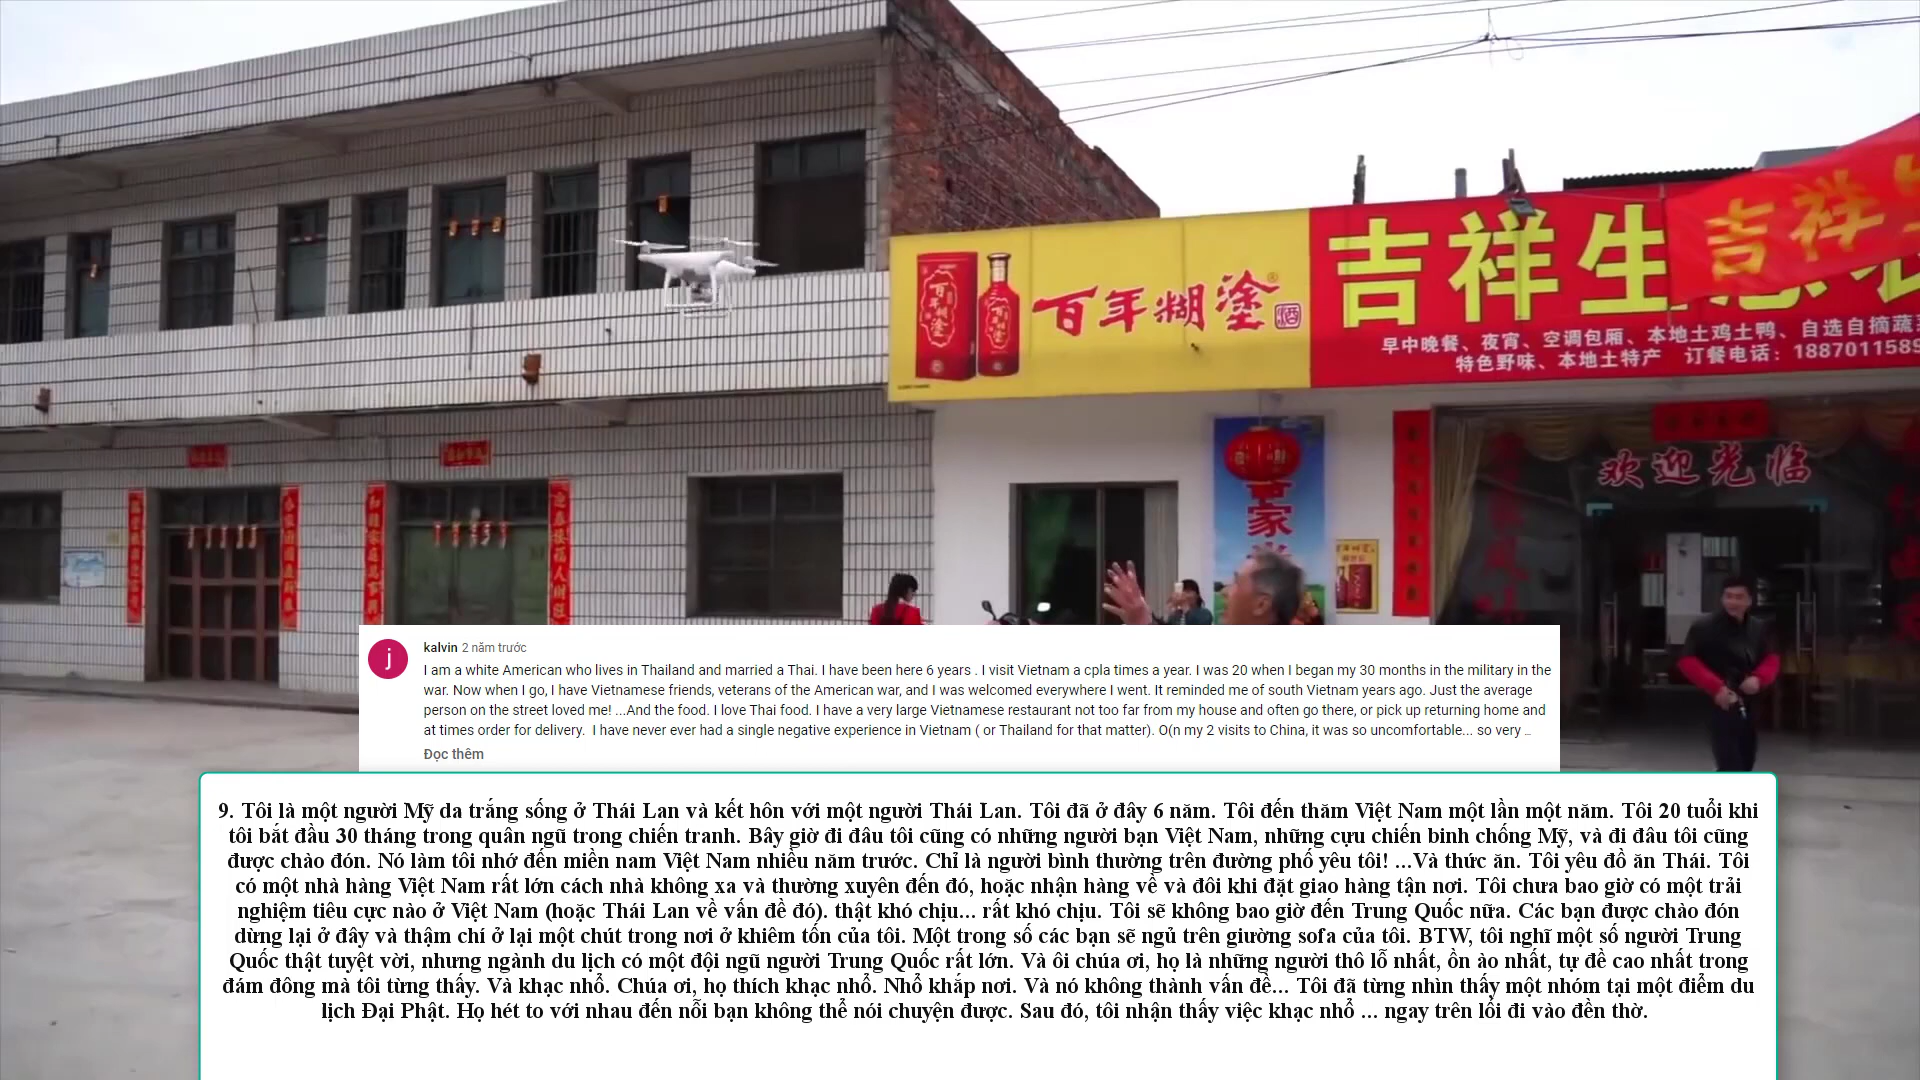 百年糊塗
酒
百年糊塗
吉祥生
吉祥
早中晚餐、夜宵、空调包厢、本地土鸡土鸭、自选自摘蔬
特色野味、本地土特产 订餐电话：1887011589
欢迎光临
家
j
kalvin 2 năm trước
I am a white American who lives in Thailand and married a Thai. I have been here 6 years . I visit Vietnam a cpla times a year. I was 20 when I began my 30 months in the military in the
war. Now when I go, I have Vietnamese friends, veterans of the American war, and I was welcomed everywhere I went. It reminded me of south Vietnam years ago. Just the average
person on the street loved me! ...And the food. I love Thai food. I have a very large Vietnamese restaurant not too far from my house and often go there, or pick up returning home and
at times order for delivery. I have never ever had a single negative experience in Vietnam ( or Thailand for that matter). O(n my 2 visits to China, it was so uncomfortable... so very ...
Đọc thêm
9. Tôi là một người Mỹ da trắng sống ở Thái Lan và kết hôn với một người Thái Lan. Tôi đã ở đây 6 năm. Tôi đến thăm Việt Nam một lần một năm. Tôi 20 tuổi khi
tôi bắt đầu 30 tháng trong quân ngũ trong chiến tranh. Bây giờ đi đâu tôi cũng có những người bạn Việt Nam, những cựu chiến binh chống Mỹ, và đi đâu tôi cũng
được chào đón. Nó làm tôi nhớ đến miền nam Việt Nam nhiều năm trước. Chỉ là người bình thường trên đường phố yêu tôi! ...Và thức ăn. Tôi yêu đồ ăn Thái. Tôi
có một nhà hàng Việt Nam rất lớn cách nhà không xa và thường xuyên đến đó, hoặc nhận hàng về và đôi khi đặt giao hàng tận nơi. Tôi chưa bao giờ có một trải
nghiệm tiêu cực nào ở Việt Nam (hoặc Thái Lan về vấn đề đó). thật khó chịu... rất khó chịu. Tôi sẽ không bao giờ đến Trung Quốc nữa. Các bạn được chào đón
dừng lại ở đây và thậm chí ở lại một chút trong nơi ở khiêm tốn của tôi. Một trong số các bạn sẽ ngủ trên giường sofa của tôi. BTW, tôi nghĩ một số người Trung
Quốc thật tuyệt vời, nhưng ngành du lịch có một đội ngũ người Trung Quốc rất lớn. Và ôi chúa ơi, họ là những người thô lỗ nhất, ồn ào nhất, tự đề cao nhất trong
đám đông mà tôi từng thấy. Và khạc nhổ. Chúa ơi, họ thích khạc nhổ. Nhổ khắp nơi. Và nó không thành vấn đề... Tôi đã từng nhìn thấy một nhóm tại một điểm du
lịch Đại Phật. Họ hét to với nhau đến nỗi bạn không thể nói chuyện được. Sau đó, tôi nhận thấy việc khạc nhổ ... ngay trên lối đi vào đền thờ.